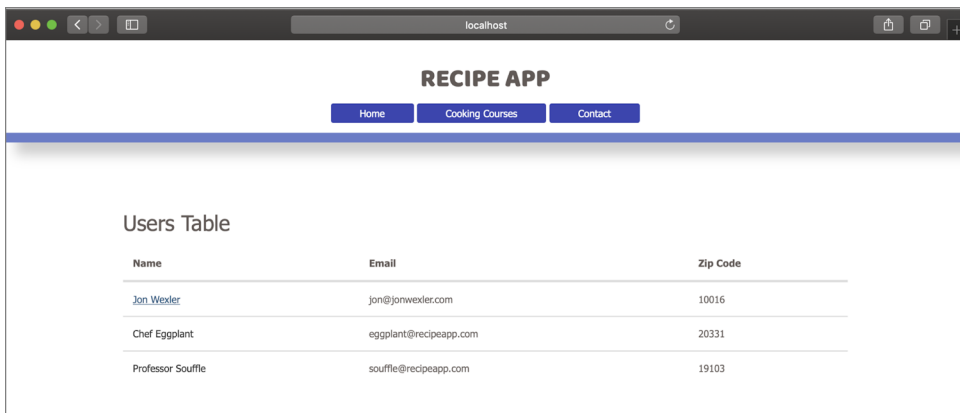 localhost
RECIPE APP
Home Cooking Courses Contact
Users Table
Name Email Zip Code
Jon Wexler jon@jonwexler.com 10016
Chef Eggplant eggplant@recipeapp.com 20331
Professor Souffle souffle@recipeapp.com 19103